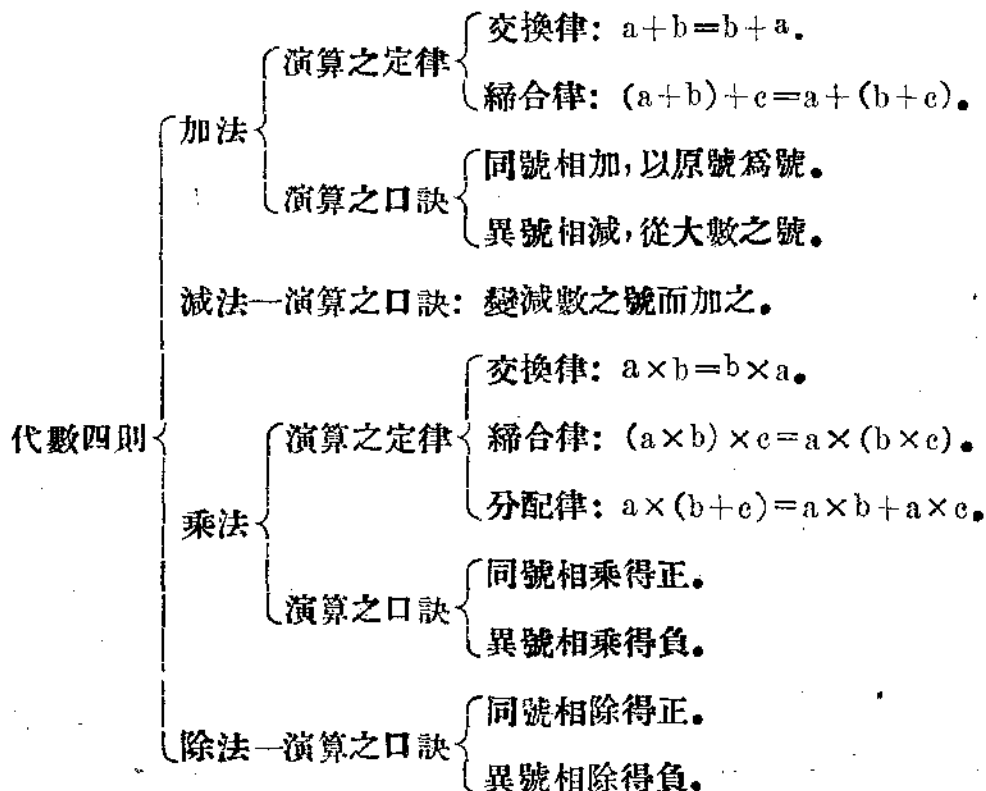 交換律：a+b=b+a.
演算之定律
締合律：(a+b)+c=a+(b+c)。
加法
同號相加，以原號爲號。
演算之口訣
異號相減，從大數之號。
減法—演算之口訣：變減數之號而加之。
交換律：a×b=b×a。
代數四則
演算之定律
締合律：(a×b)×c=a×(b×c)。
分配律：a×(b+c)=a×b+a×c。
乘法
同號相乘得正。
演算之口訣
異號相乘得負。
同號相除得正。
除法—演算之口訣
異號相除得負。